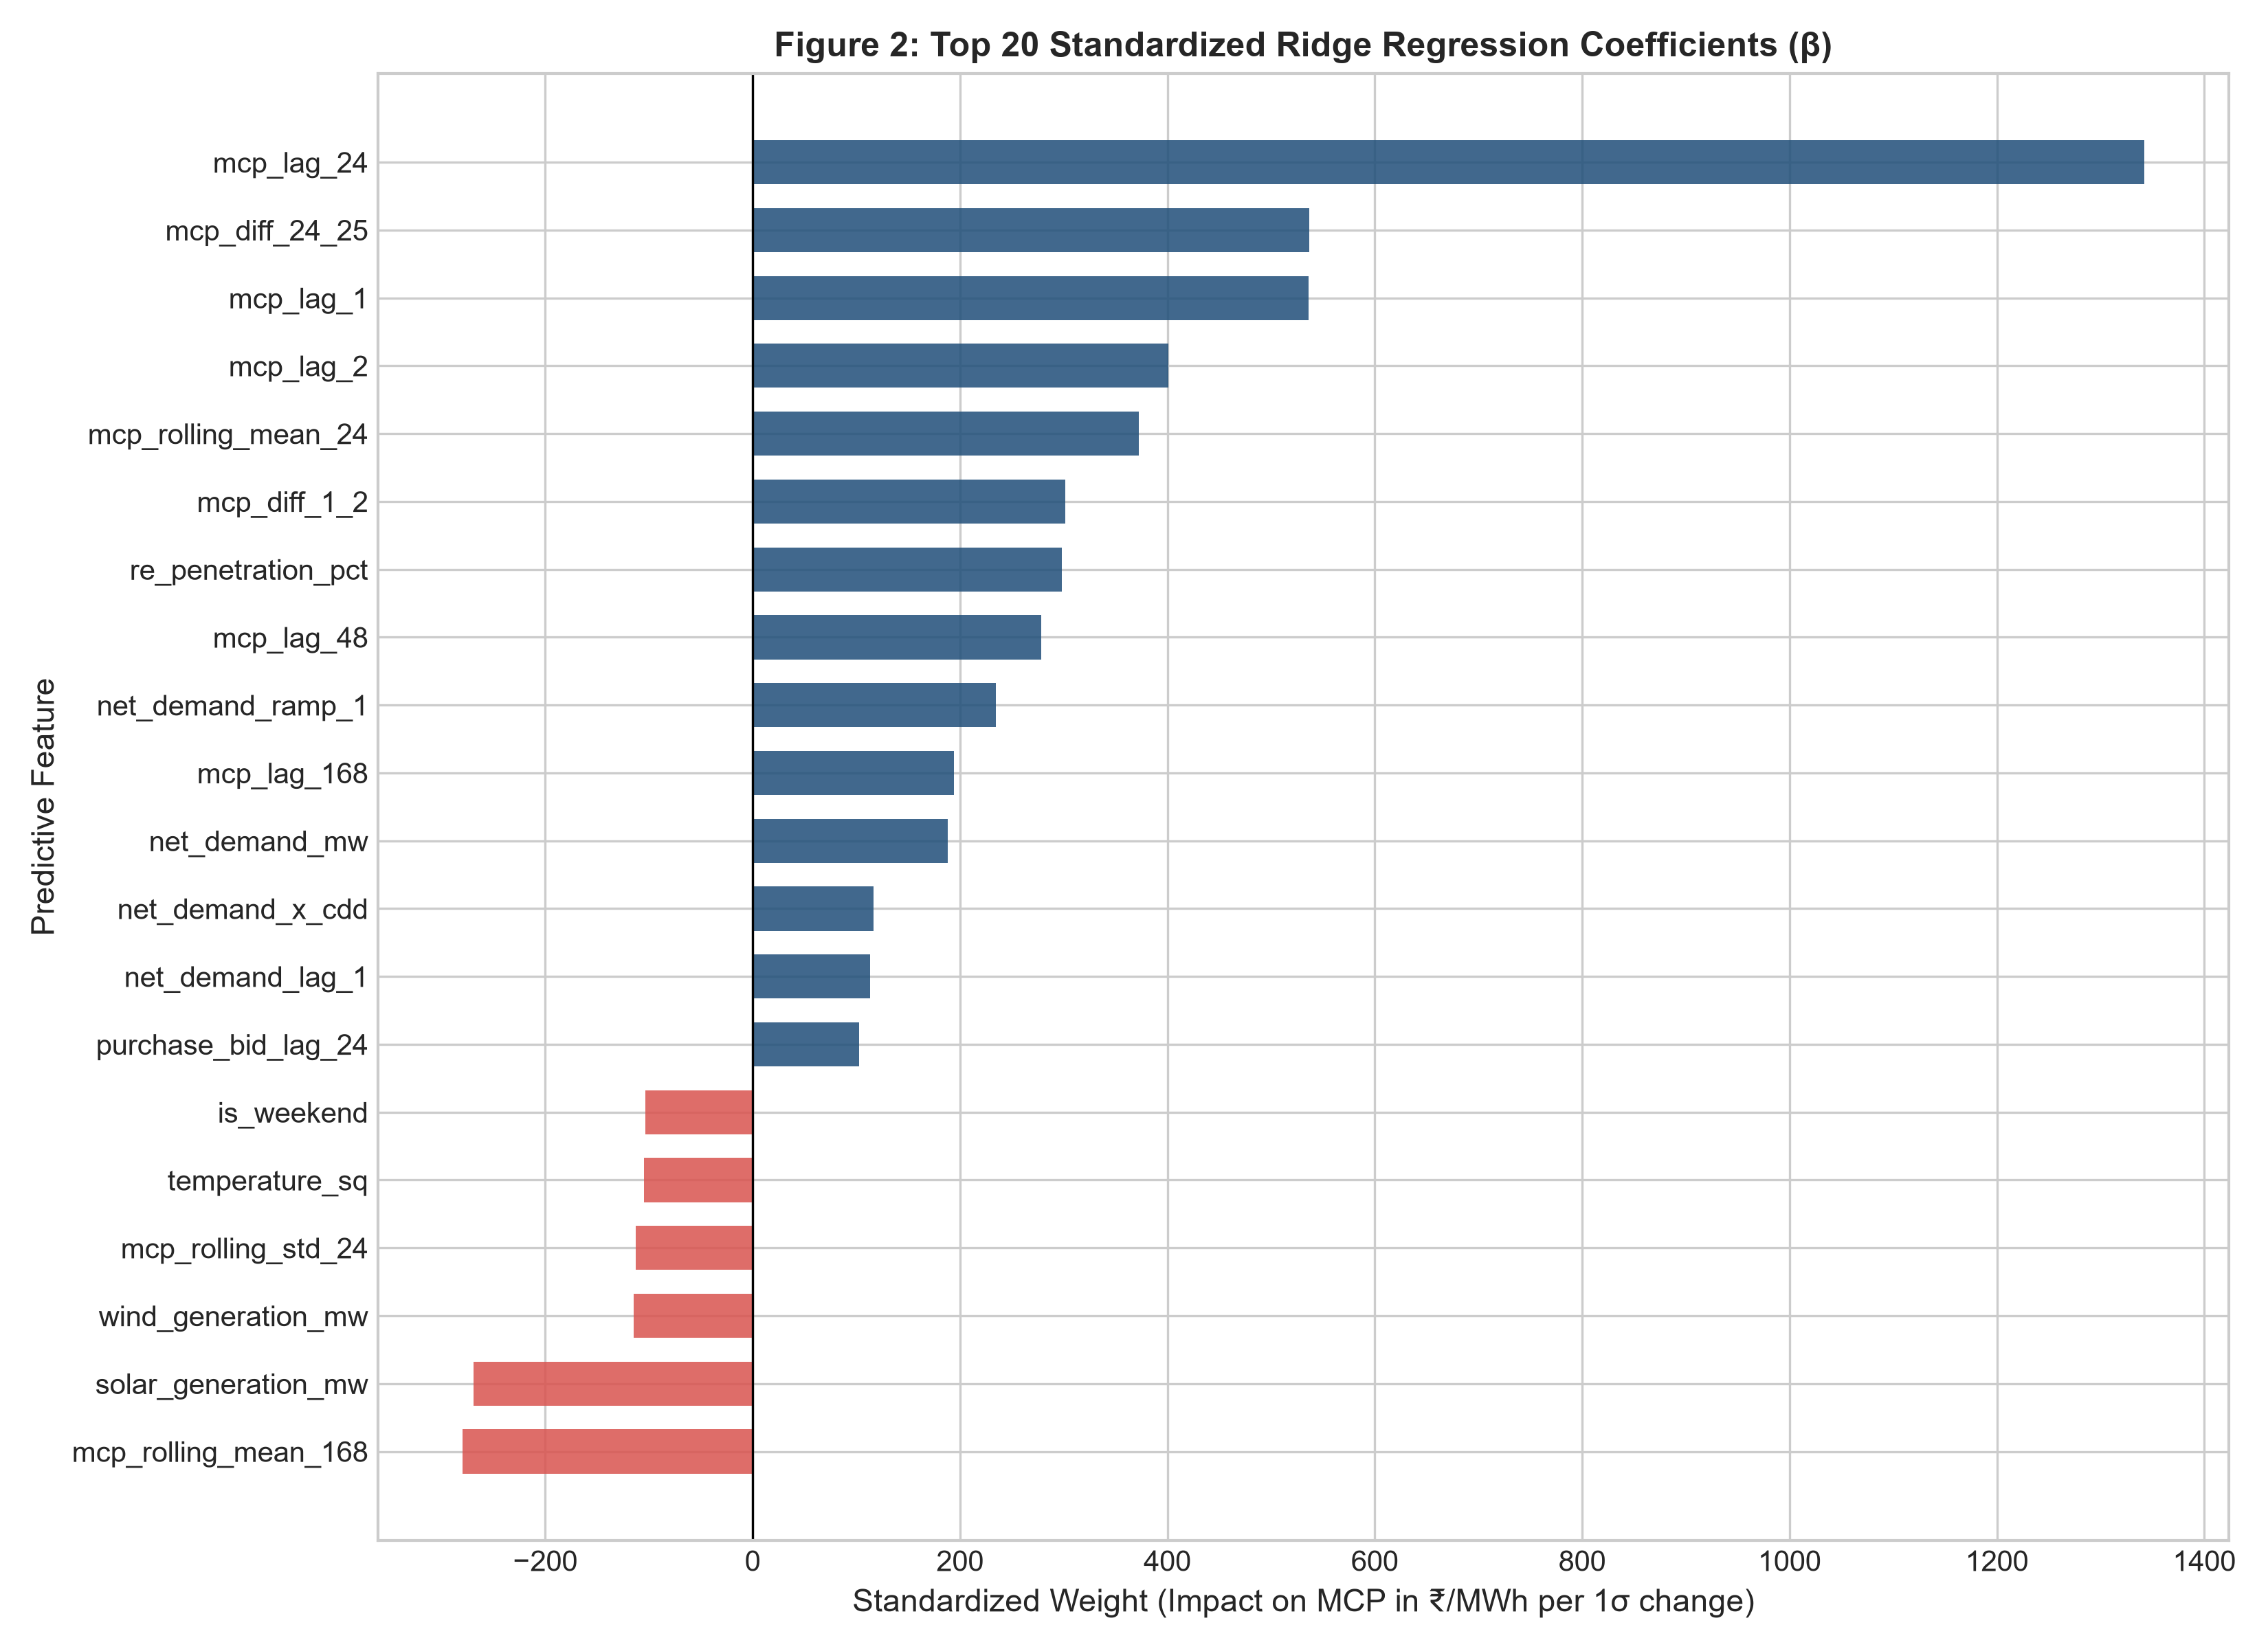 Figure 2: Top 20 Standardized Ridge Regression Coefficients (β)
Predictive Feature
mcp_lag_24
mcp_diff_24_25
mcp_lag_1
mcp_lag_2
mcp_rolling_mean_24
mcp_diff_1_2
re_penetration_pct
mcp_lag_48
net_demand_ramp_1
mcp_lag_168
net_demand_mw
net_demand_x_cdd
net_demand_lag_1
purchase_bid_lag_24
is_weekend
temperature_sq
mcp_rolling_std_24
wind_generation_mw
solar_generation_mw
mcp_rolling_mean_168
−200 0 200 400 600 800 1000 1200 1400
Standardized Weight (Impact on MCP in ₹/MWh per 1σ change)